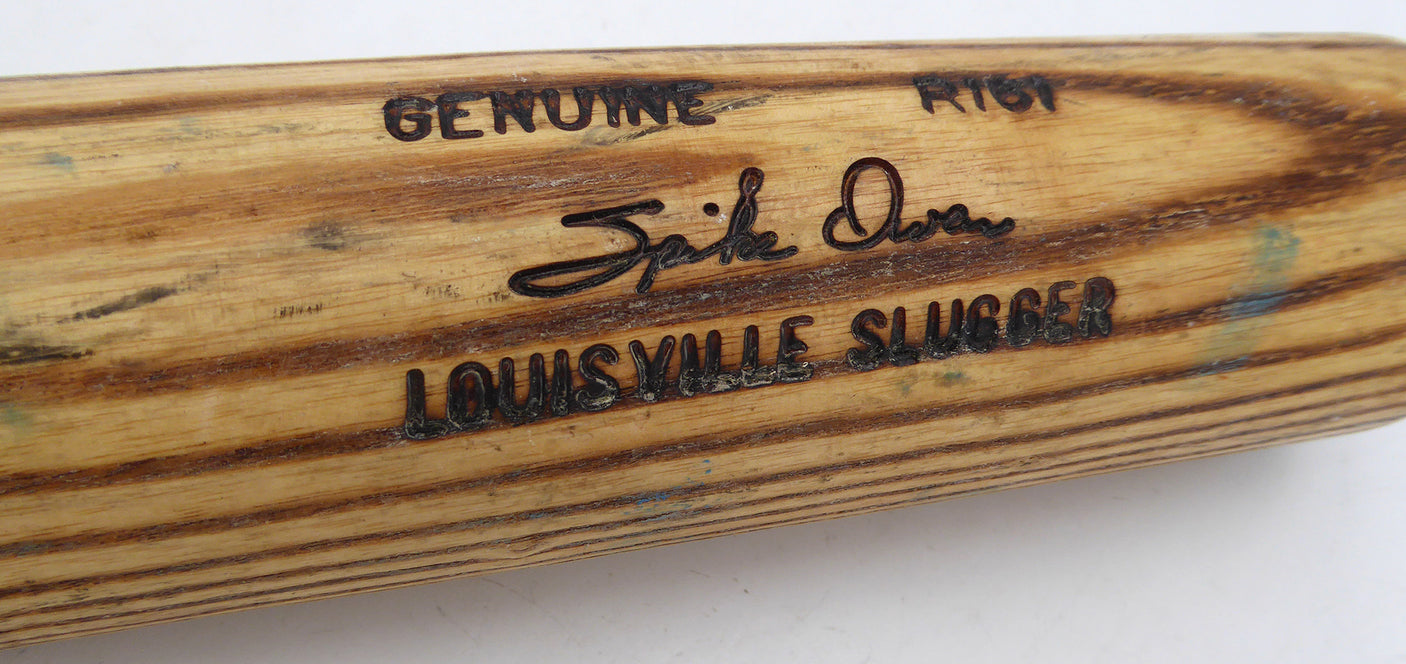 GENUINE R161
Spike Owen
LOUISVILLE SLUGGER